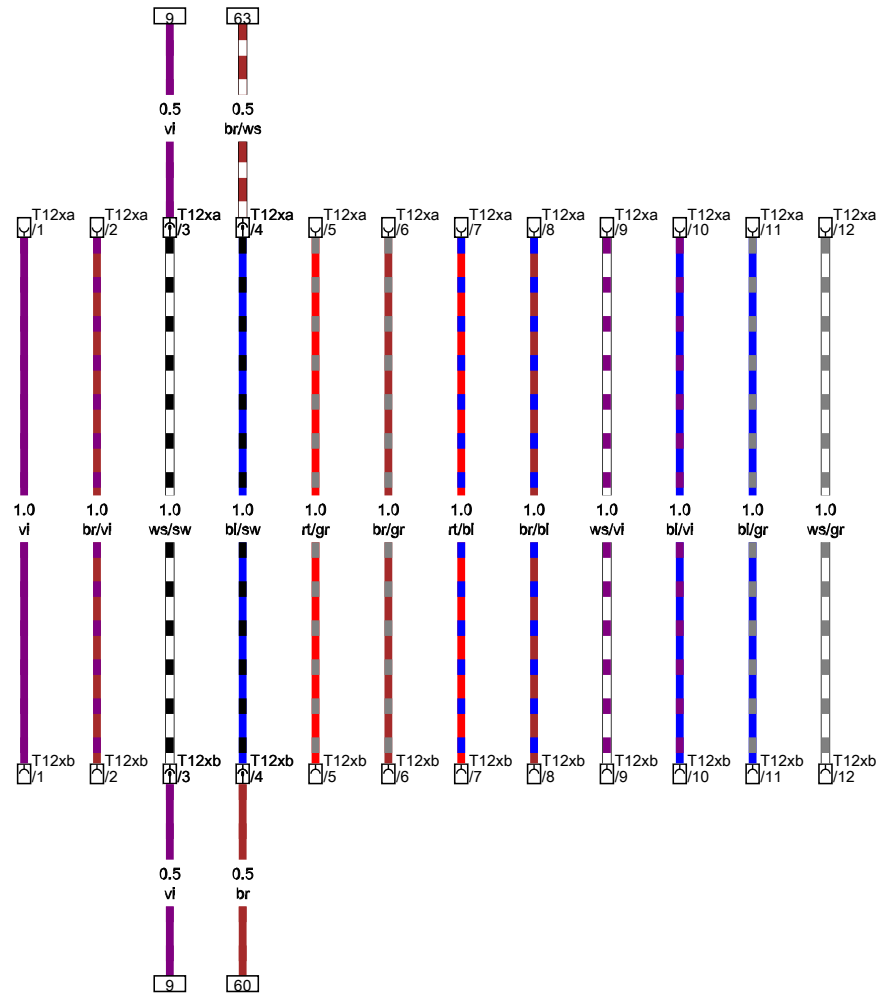 9 63
0.5 0.5
vi br/ws
T12xa T12xa T12xa T12xa T12xa T12xa T12xa T12xa T12xa T12xa T12xa T12xa
/1 /2 /3 /4 /5 /6 /7 /8 /9 /10 /11 /12
1.0 1.0 1.0 1.0 1.0 1.0 1.0 1.0 1.0 1.0 1.0 1.0
vi br/vi ws/sw bl/sw rt/gr br/gr rt/bl br/bl ws/vi bl/vi bl/gr ws/gr
T12xb T12xb T12xb T12xb T12xb T12xb T12xb T12xb T12xb T12xb T12xb T12xb
/1 /2 /3 /4 /5 /6 /7 /8 /9 /10 /11 /12
0.5 0.5
vi br
9 60